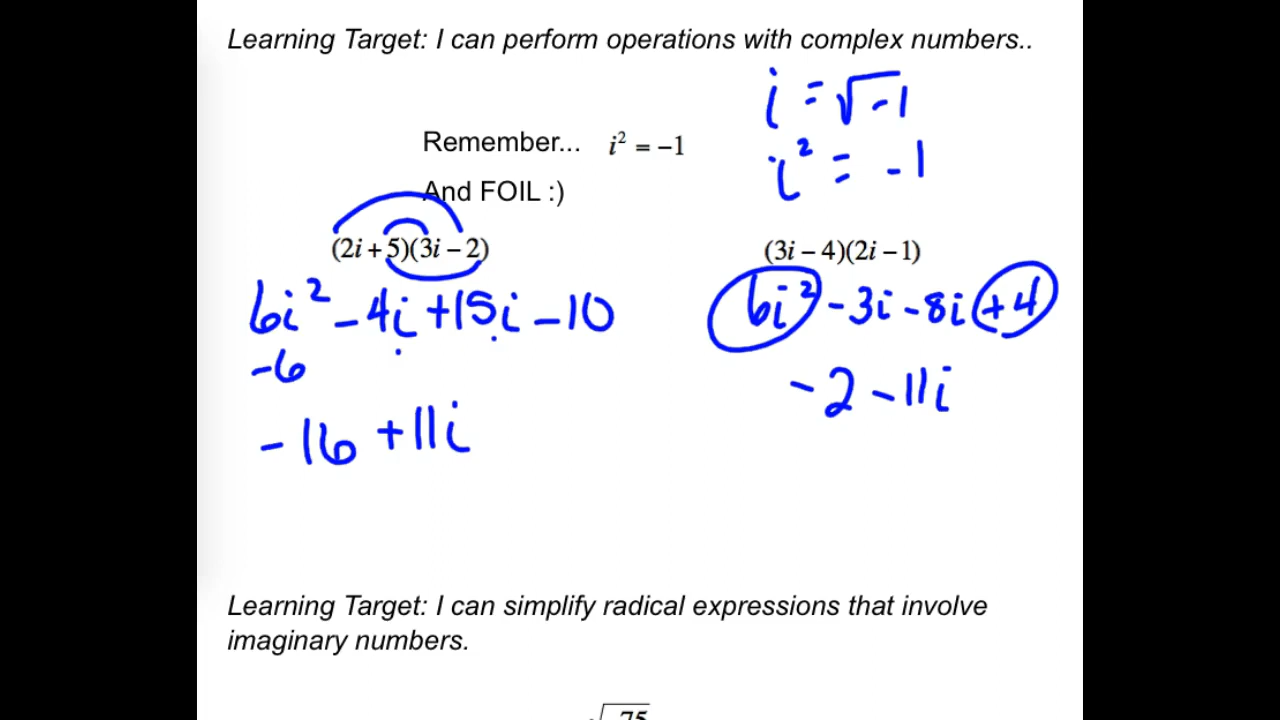 Learning Target: I can perform operations with complex numbers..
i = √-1
Remember... i² = −1
i² = -1
And FOIL :)
(2i + 5)(3i − 2)
(3i − 4)(2i − 1)
6i² - 4i + 15i - 10
6i² - 3i - 8i + 4
-6
-2 - 11i
-16 + 11i
Learning Target: I can simplify radical expressions that involve
imaginary numbers.